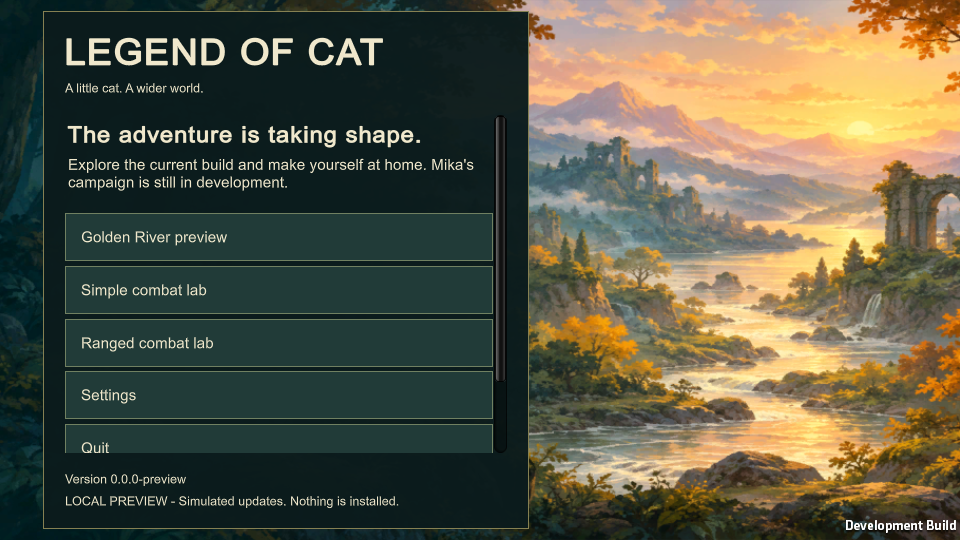 LEGEND OF CAT
A little cat. A wider world.
The adventure is taking shape.
Explore the current build and make yourself at home. Mika's
campaign is still in development.
Golden River preview
Simple combat lab
Ranged combat lab
Settings
Quit
Version 0.0.0-preview
LOCAL PREVIEW - Simulated updates. Nothing is installed.
Development Build